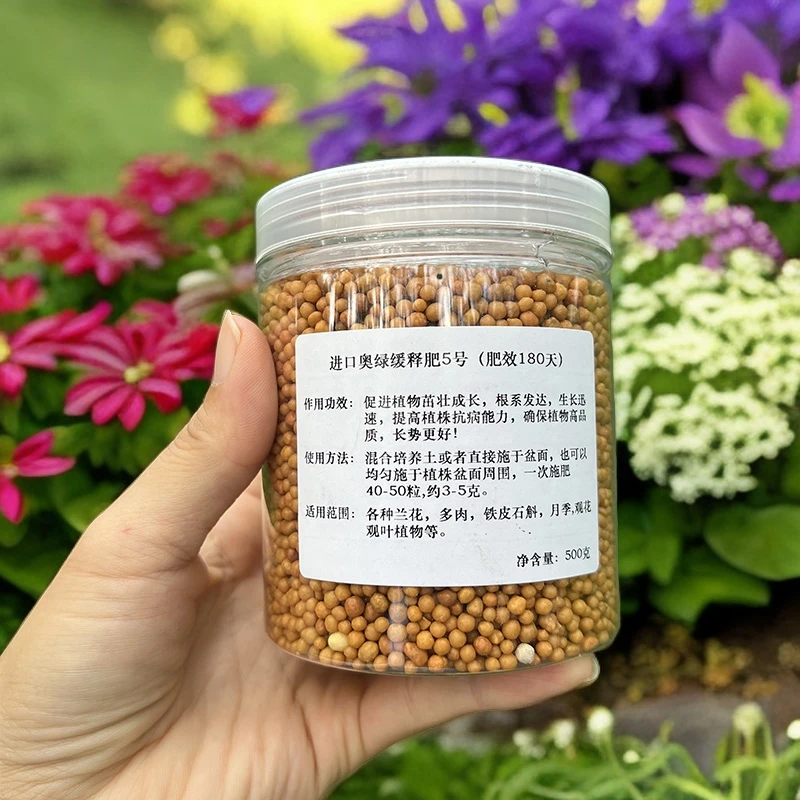 进口奥绿缓释肥5号（肥效180天）
作用功效：促进植物茁壮成长，根系发达，生长迅
速，提高植株抗病能力，确保植物高品
质，长势更好！
使用方法：混合培养土或者直接施于盆面，也可以
均匀施于植株盆面周围，一次施肥
40-50粒,约3-5克。
适用范围：各种兰花，多肉，铁皮石斛，月季,观花
观叶植物等。
净含量：500克